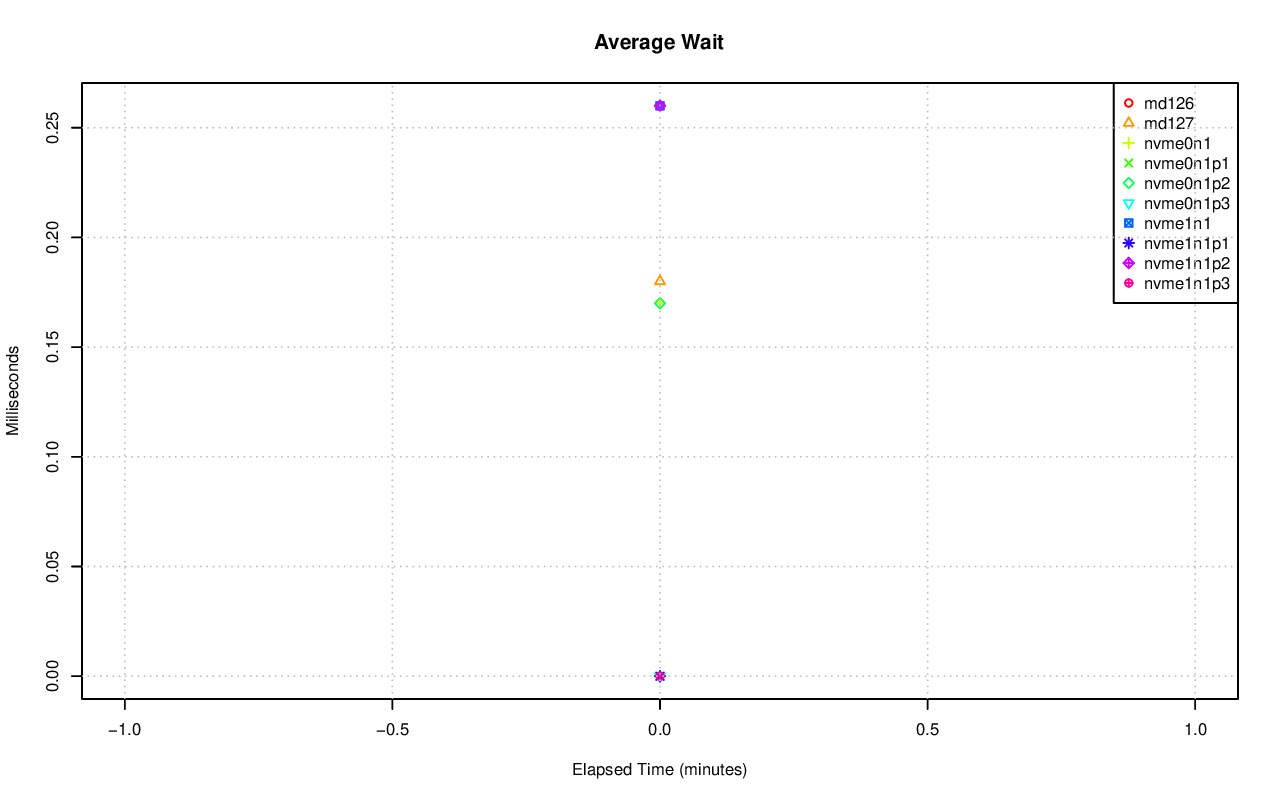 Average Wait
Milliseconds
0.25
0.20
0.15
0.10
0.05
0.00
md126
md127
nvme0n1
nvme0n1p1
nvme0n1p2
nvme0n1p3
nvme1n1
nvme1n1p1
nvme1n1p2
nvme1n1p3
−1.0
−0.5
0.0
0.5
1.0
Elapsed Time (minutes)